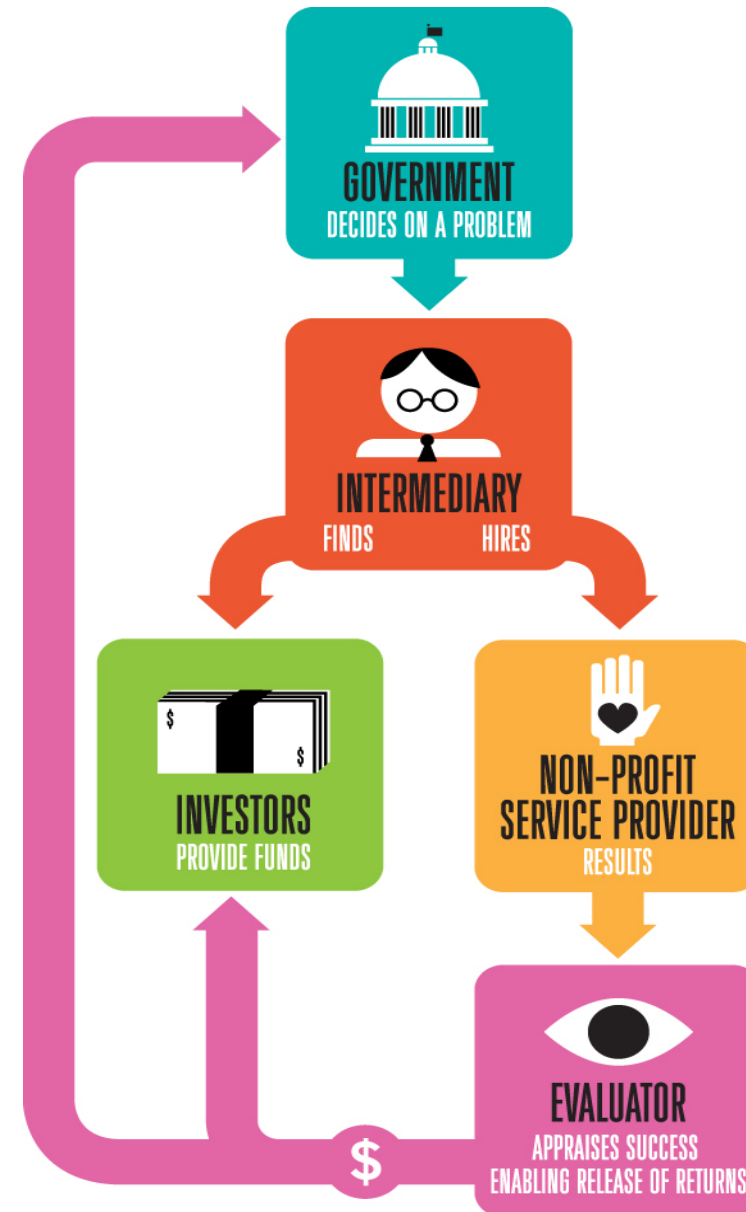 GOVERNMENT
DECIDES ON A PROBLEM
INTERMEDIARY
FINDS
HIRES
$
$
INVESTORS
PROVIDE FUNDS
NON-PROFIT
SERVICE PROVIDER
RESULTS
EVALUATOR
APPRAISES SUCCESS
ENABLING RELEASE OF RETURNS
$